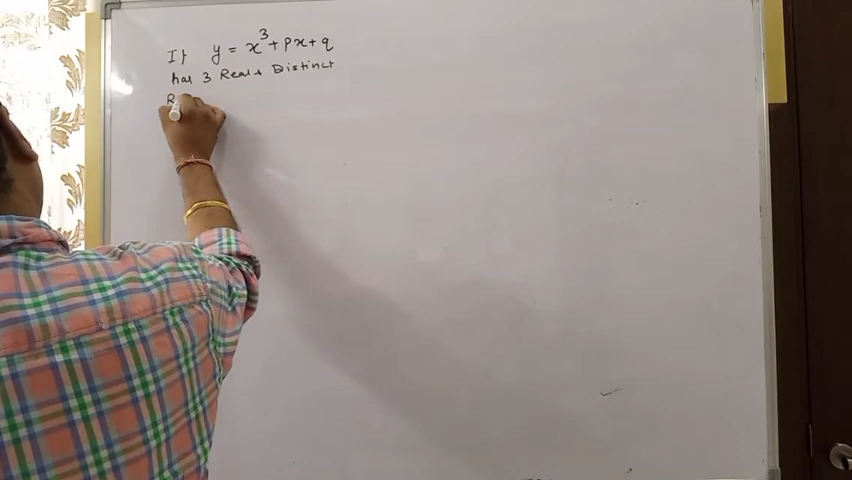 If y = x³ + px + q
has 3 Real & Distinct
R